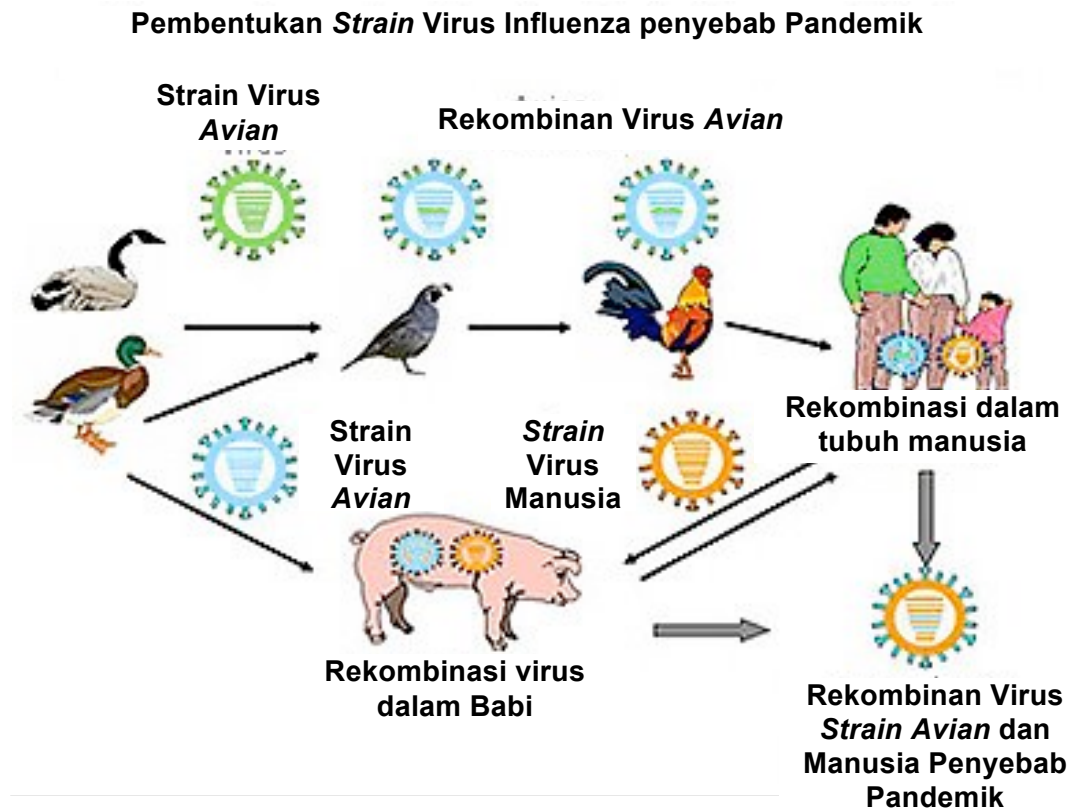 Pembentukan Strain Virus Influenza penyebab Pandemik
Strain Virus
Avian
Rekombinan Virus Avian
Strain
Virus
Avian
Strain
Virus
Manusia
Rekombinasi dalam
tubuh manusia
Rekombinasi virus
dalam Babi
Rekombinan Virus
Strain Avian dan
Manusia Penyebab
Pandemik